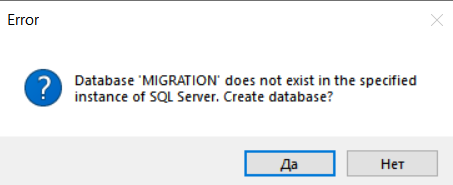 Error
Database 'MIGRATION' does not exist in the specified
instance of SQL Server. Create database?
Да
Нет